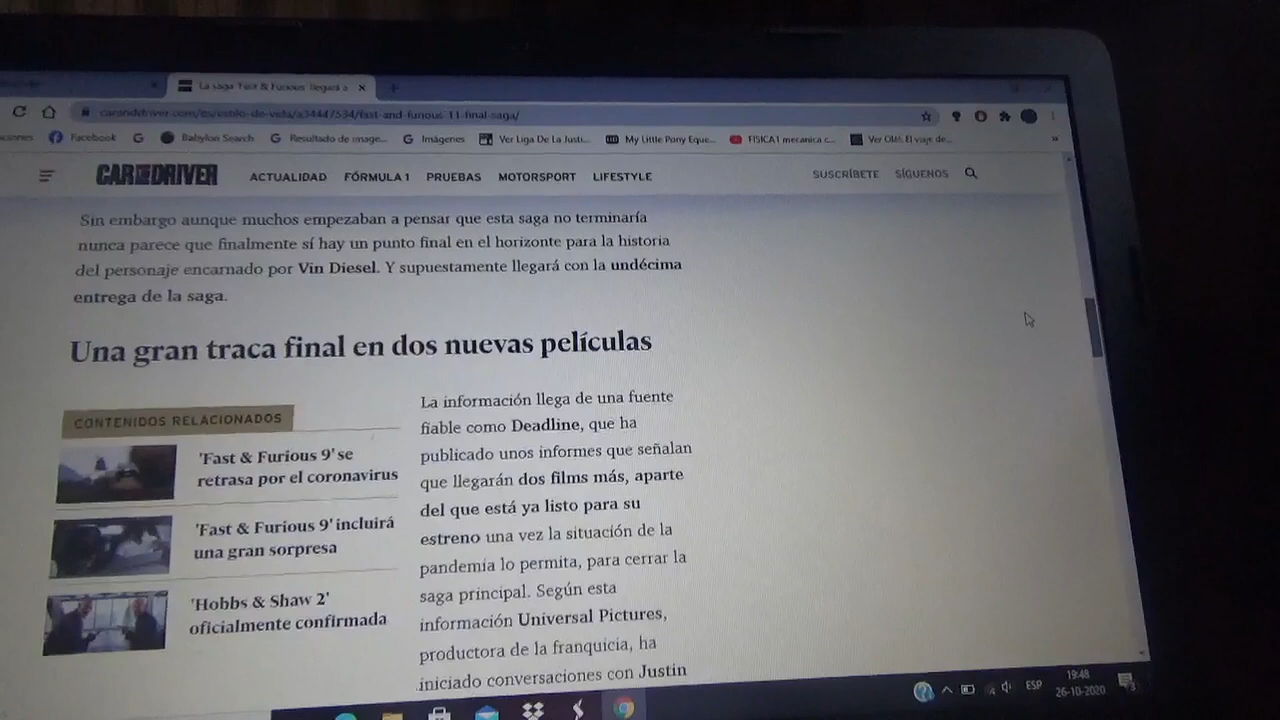 La saga 'Fast & Furious' llegará a
carandd​river.com/es/estilo-de-vida/a34447534/fast-and-furious-11-final-saga/
Facebook
Babylon Search
Resultado de image...
Imágenes
Ver Liga De La Justi...
My Little Pony Eque...
FISICA1 mecanica c...
Ver El viaje de...
»
CAR AND DRIVER
ACTUALIDAD
FÓRMULA 1
PRUEBAS
MOTORSPORT
LIFESTYLE
SUSCRÍBETE
SÍGUENOS
Sin embargo aunque muchos empezaban a pensar que esta saga no terminaría
nunca parece que finalmente sí hay un punto final en el horizonte para la historia
del personaje encarnado por Vin Diesel. Y supuestamente llegará con la undécima
entrega de la saga.
Una gran traca final en dos nuevas películas
CONTENIDOS RELACIONADOS
'Fast & Furious 9' se
retrasa por el coronavirus
'Fast & Furious 9' incluirá
una gran sorpresa
'Hobbs & Shaw 2'
oficialmente confirmada
La información llega de una fuente
fiable como Deadline, que ha
publicado unos informes que señalan
que llegarán dos films más, aparte
del que está ya listo para su
estreno una vez la situación de la
pandemia lo permita, para cerrar la
saga principal. Según esta
información Universal Pictures,
productora de la franquicia, ha
iniciado conversaciones con Justin
ESP
19:48
26-10-2020
3